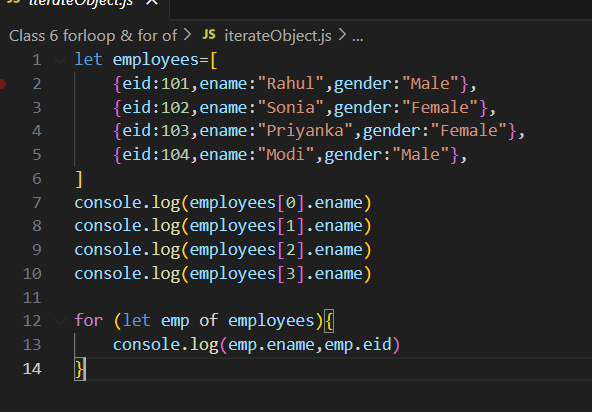 JS iterateObject.js ×
Class 6 forloop & for of > JS iterateObject.js > ...
1 let employees=[
2 {eid:101,ename:"Rahul",gender:"Male"},
3 {eid:102,ename:"Sonia",gender:"Female"},
4 {eid:103,ename:"Priyanka",gender:"Female"},
5 {eid:104,ename:"Modi",gender:"Male"},
6 ]
7 console.log(employees[0].ename)
8 console.log(employees[1].ename)
9 console.log(employees[2].ename)
10 console.log(employees[3].ename)
11
12 for (let emp of employees){
13 console.log(emp.ename,emp.eid)
14 }